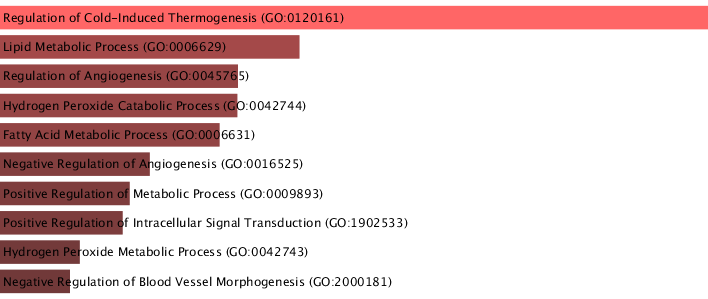 Regulation of Cold-Induced Thermogenesis (GO:0120161)
Lipid Metabolic Process (GO:0006629)
Regulation of Angiogenesis (GO:0045765)
Hydrogen Peroxide Catabolic Process (GO:0042744)
Fatty Acid Metabolic Process (GO:0006631)
Negative Regulation of Angiogenesis (GO:0016525)
Positive Regulation of Metabolic Process (GO:0009893)
Positive Regulation of Intracellular Signal Transduction (GO:1902533)
Hydrogen Peroxide Metabolic Process (GO:0042743)
Negative Regulation of Blood Vessel Morphogenesis (GO:2000181)